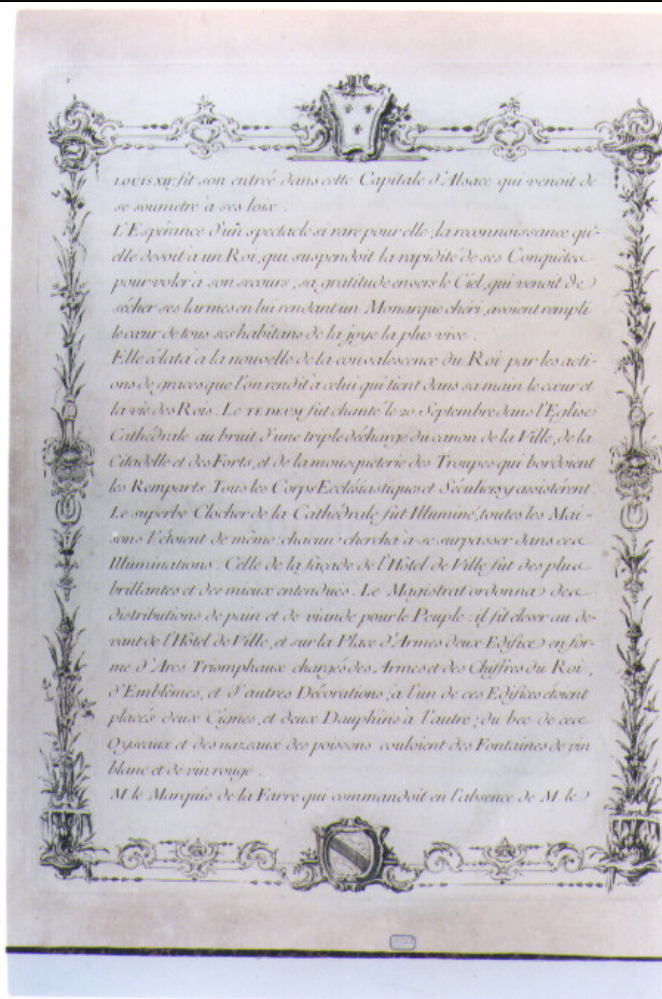 LOUIS XIV. fit son entrée dans cette Capitale d'Alsace qui venoit de
se soumetre à ses loix.
L'Espérance d'un spectacle si rare pour elle, la reconnoissance qu'
elle devoit à un Roi, qui suspendoit la rapidité de ses Conquêtes
pour voler à son secours; sa gratitude envers le Ciel, qui venoit de
sécher ses larmes en lui rendant un Monarque chéri, avoient rempli
le cœur de tous ses habitans de la joye la plus vive.
Elle éclata à la nouvelle de la convalescence du Roi par les acti-
ons de graces que l'on rendit à celui qui tient dans sa main le cœur et
la vie des Rois. Le TE DEUM fut chanté le 20 Septembre dans l'Eglise
Cathédrale au bruit d'une triple décharge du canon de la Ville, de la
Citadelle et des Forts, et de la mousquéterie des Troupes qui bordoient
les Remparts. Tous les Corps Ecclésiastiques et Séculiers y assistèrent.
Le superbe Clocher de la Cathédrale fut Illuminé, toutes les Mai-
sons l'étoient de même chacun chercha à se surpasser dans ces
Illuminations. Celle de la façade de l'Hôtel de Ville fut des plus
brillantes et des mieux entendues. Le Magistrat ordonna des
distributions de pain et de viande pour le Peuple: il fit élever au de-
vant de l'Hôtel de Ville, et sur la Place d'Armes deux Edifices en for-
me d'Arcs Triomphaux chargés des Armes et des Chiffres du Roi,
d'Emblêmes, et d'autres Décorations; à l'un de ces Edifices étoient
placés deux Cignes, et deux Dauphins à l'autre; du bec de ces
Oyseaux et des nazeaux des poissons couloient des Fontaines de vin
blanc et de vin rouge.
M. le Marquis de la Farre qui commandoit en l'absence de M. le